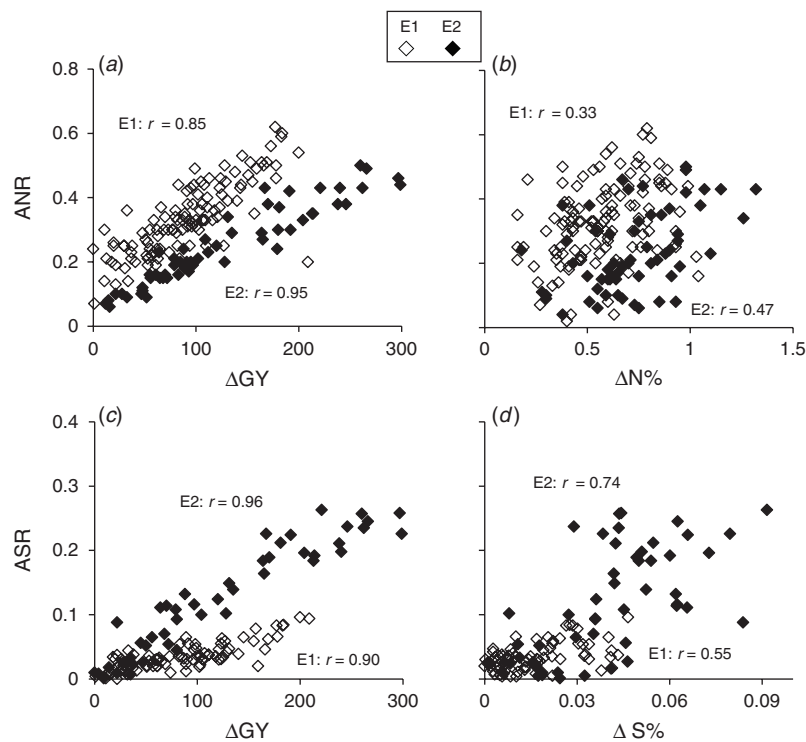 E1 E2
(a)
(b)
0.8
0.6
0.4
0.2
0
ANR
E1: r = 0.85
E2: r = 0.95
0 100 200 300
ΔGY
E1: r = 0.33
E2: r = 0.47
0 0.5 1 1.5
ΔN%
(c)
(d)
0.4
0.3
0.2
0.1
0
ASR
E2: r = 0.96
E1: r = 0.90
0 100 200 300
ΔGY
E2: r = 0.74
E1: r = 0.55
0 0.03 0.06 0.09
Δ S%